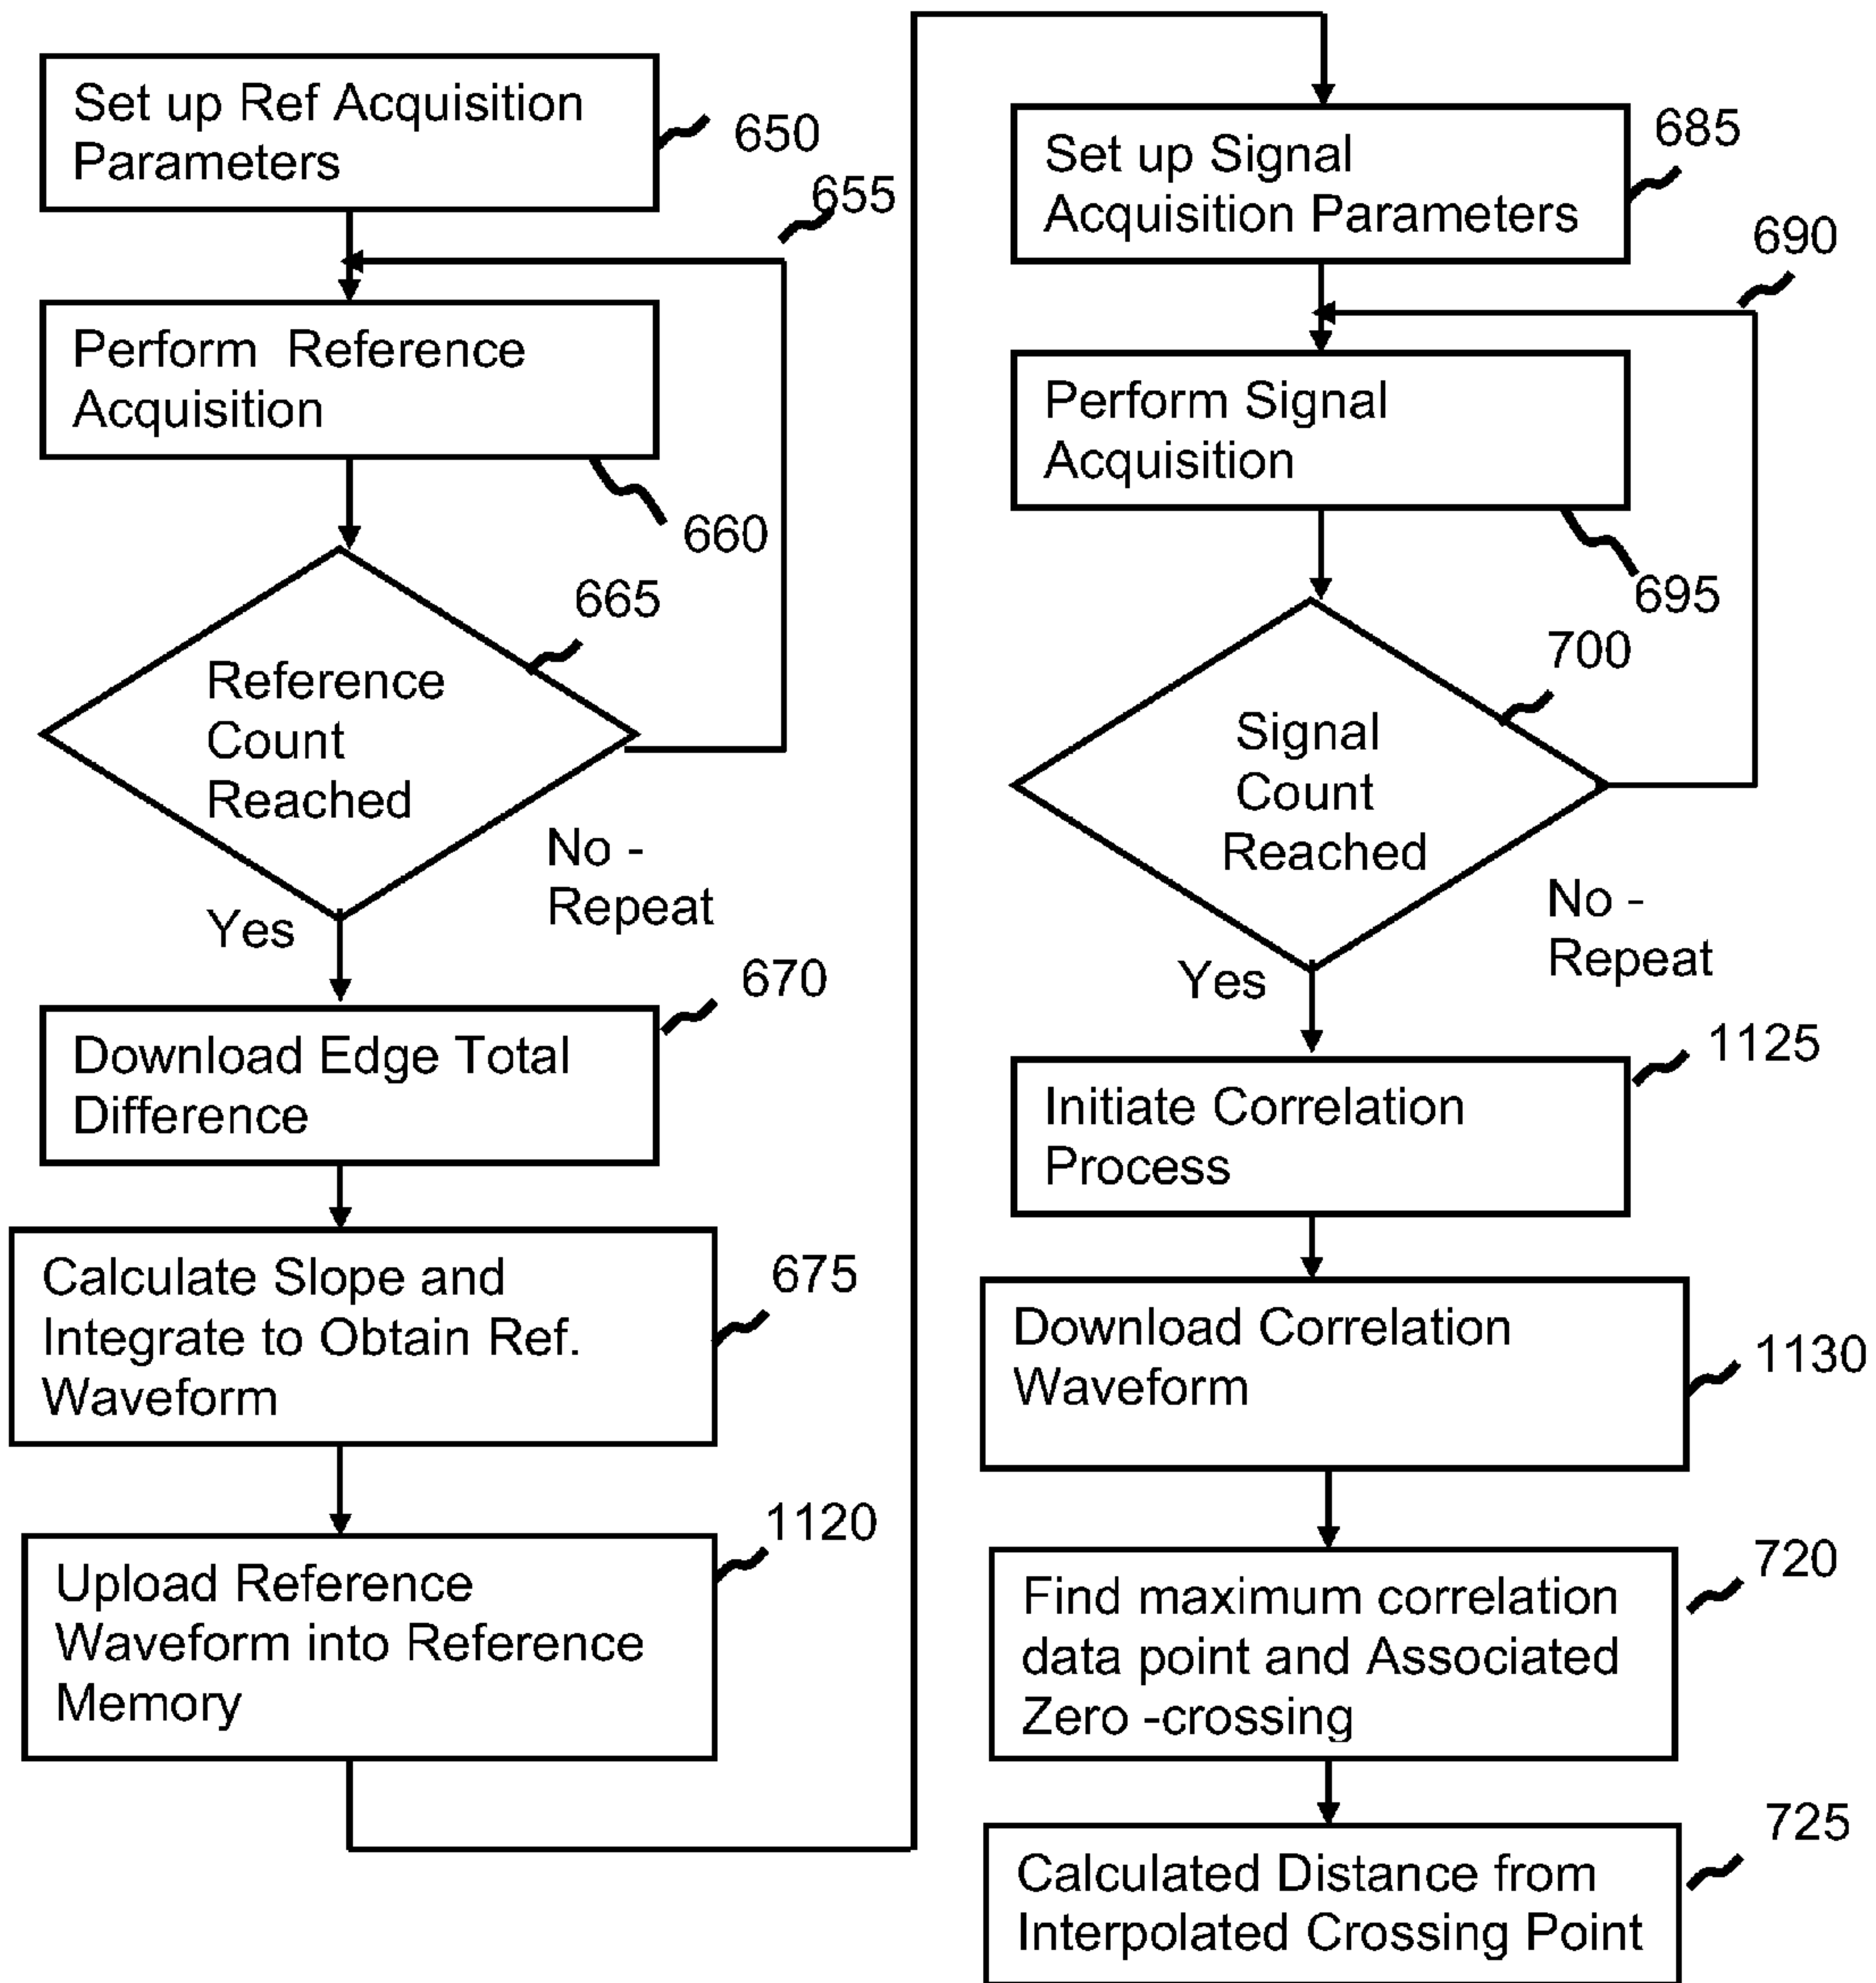 Set up Ref Acquisition
Parameters
650
655
Perform Reference
Acquisition
660
665
Reference
Count
Reached
No -
Repeat
Yes
670
Download Edge Total
Difference
Calculate Slope and
Integrate to Obtain Ref.
Waveform
675
1120
Upload Reference
Waveform into Reference
Memory
685
Set up Signal
Acquisition Parameters
690
Perform Signal
Acquisition
695
700
Signal
Count
Reached
No -
Repeat
Yes
1125
Initiate Correlation
Process
Download Correlation
Waveform
1130
720
Find maximum correlation
data point and Associated
Zero -crossing
725
Calculated Distance from
Interpolated Crossing Point